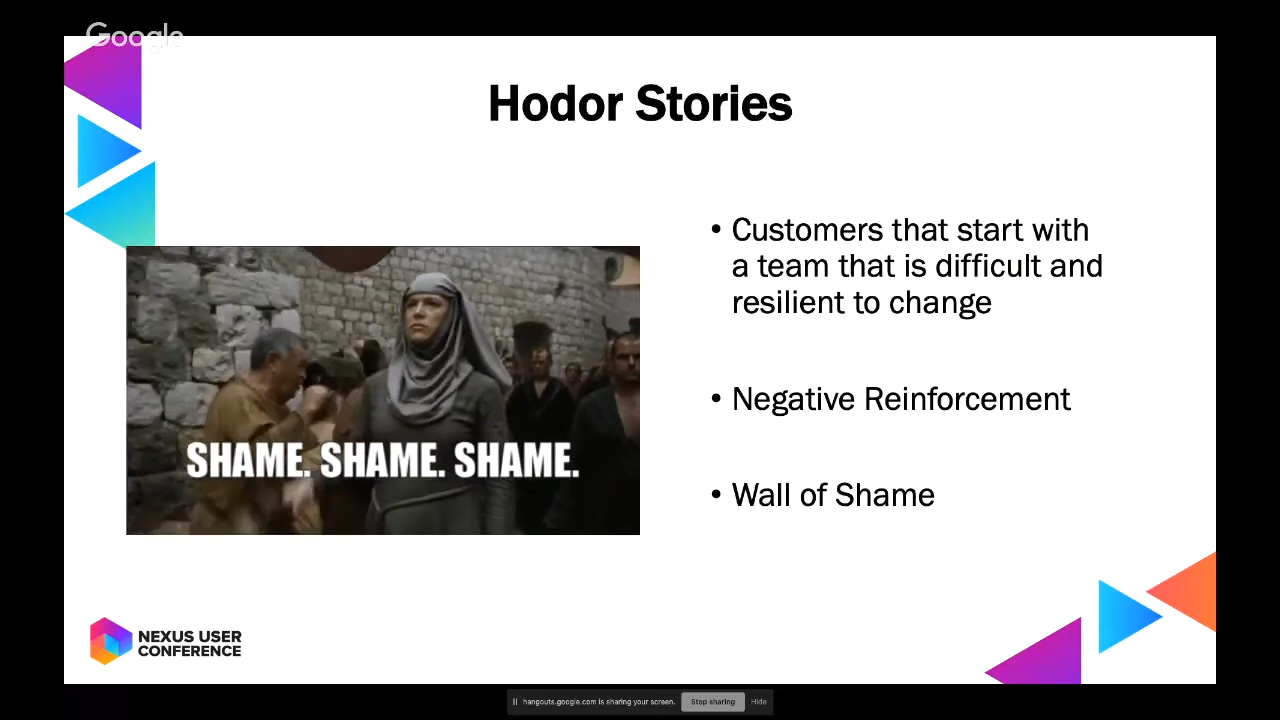 Google
Hodor Stories
• Customers that start with
a team that is difficult and
resilient to change
• Negative Reinforcement
• Wall of Shame
SHAME. SHAME. SHAME.
NEXUS USER
CONFERENCE
hangouts.google.com is sharing your screen. Stop sharing Hide